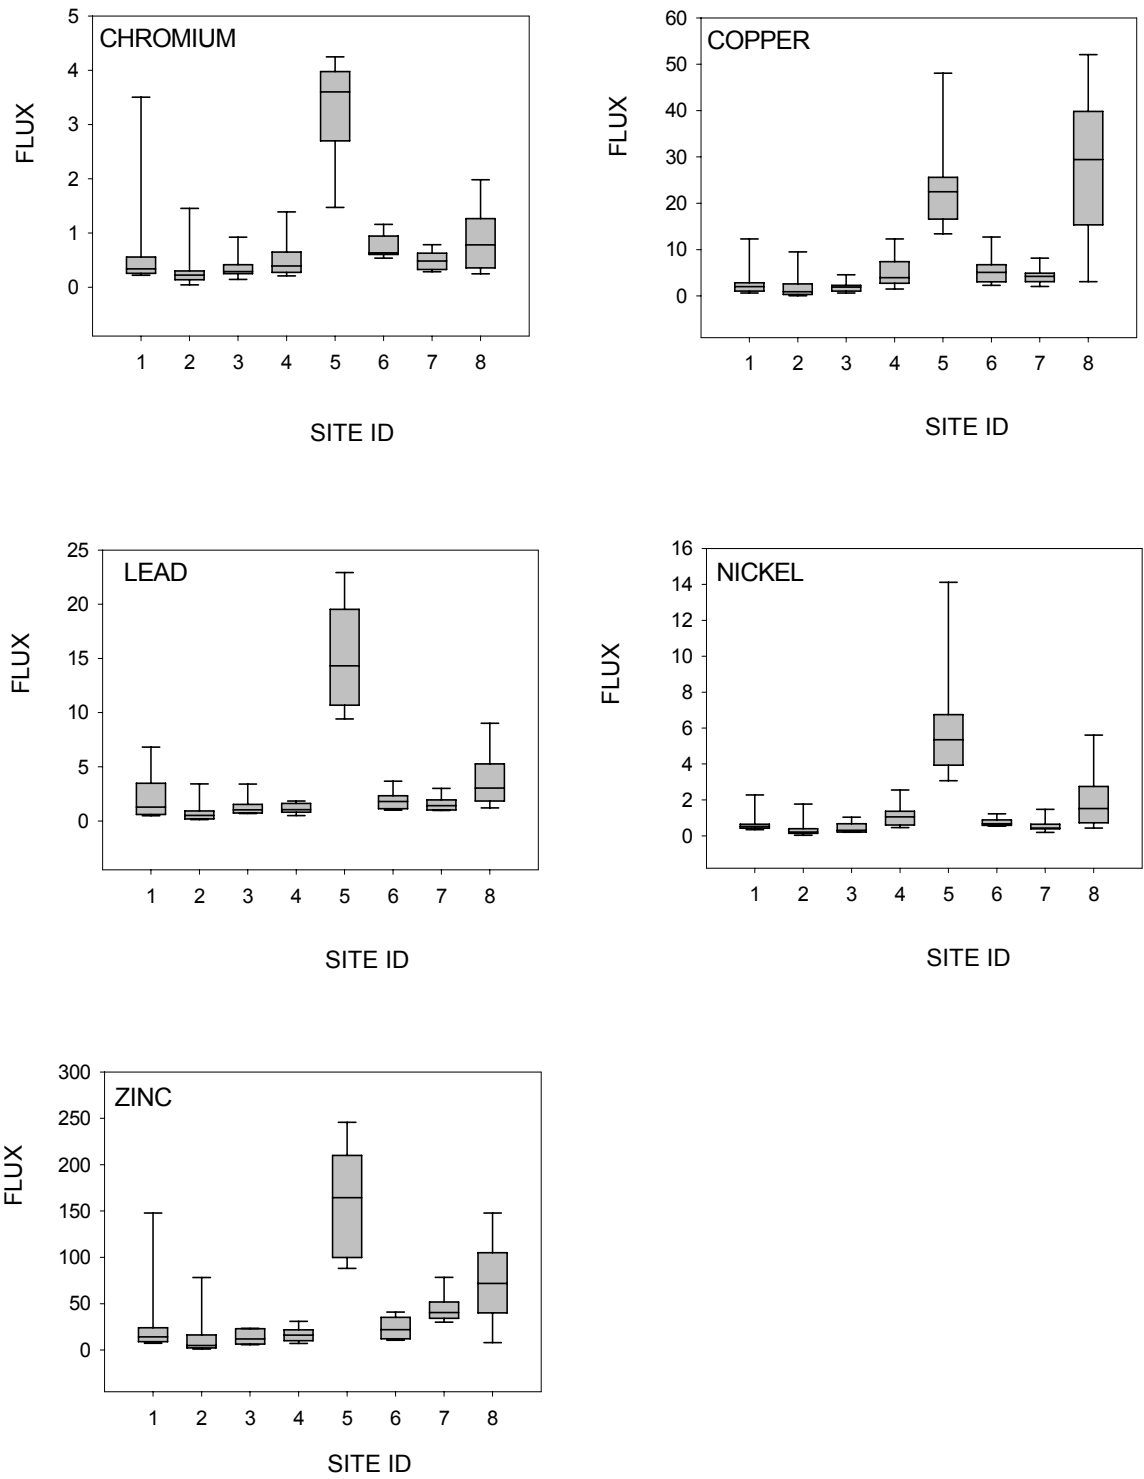 CHROMIUM
FLUX
5
4
3
2
1
0
1 2 3 4 5 6 7 8
SITE ID
COPPER
FLUX
60
50
40
30
20
10
0
1 2 3 4 5 6 7 8
SITE ID
LEAD
FLUX
25
20
15
10
5
0
1 2 3 4 5 6 7 8
SITE ID
NICKEL
FLUX
16
14
12
10
8
6
4
2
0
1 2 3 4 5 6 7 8
SITE ID
ZINC
FLUX
300
250
200
150
100
50
0
1 2 3 4 5 6 7 8
SITE ID